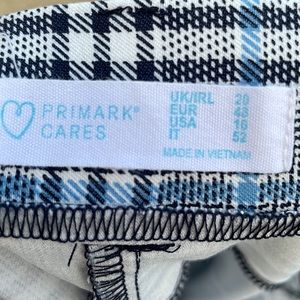 PRIMARK®
CARES
UK/IRL 20
EUR 48
USA 16
IT 52
MADE IN VIETNAM